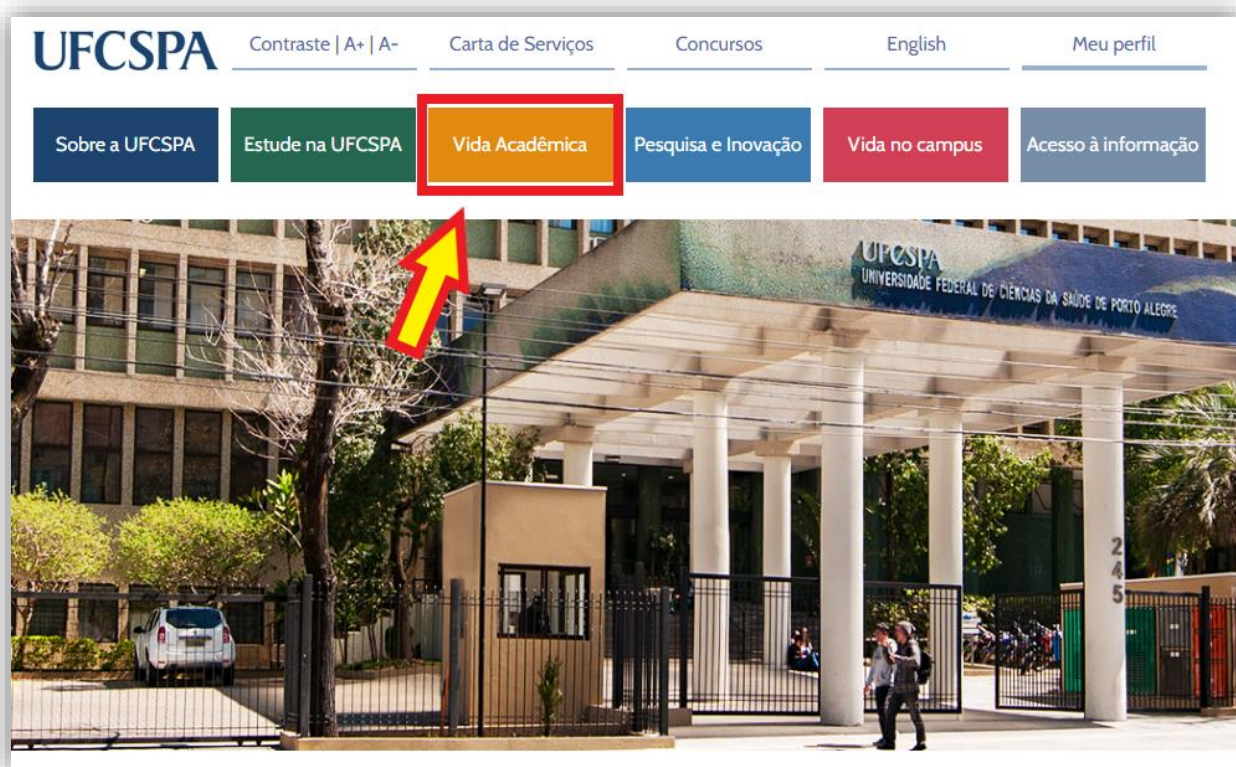 UFCSPA
Contraste | A+ | A-
Carta de Serviços
Concursos
English
Meu perfil
Sobre a UFCSPA
Estude na UFCSPA
Vida Acadêmica
Pesquisa e Inovação
Vida no campus
Acesso à informação
UFCSPA
UNIVERSIDADE FEDERAL DE CIÊNCIAS DA SAÚDE DE PORTO ALEGRE
245